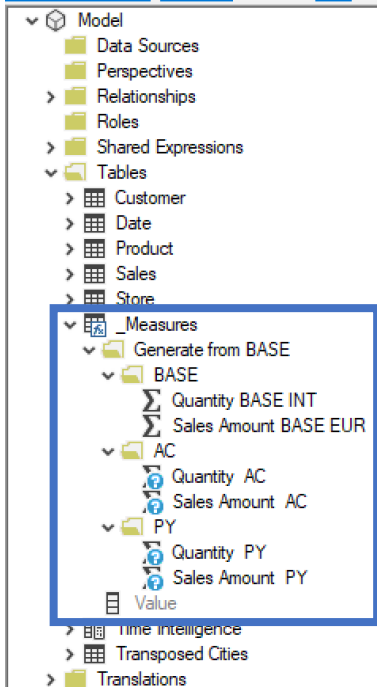 Model
Data Sources
Perspectives
Relationships
Roles
Shared Expressions
Tables
Customer
Date
Product
Sales
Store
_Measures
Generate from BASE
BASE
Quantity BASE INT
Sales Amount BASE EUR
AC
Quantity  AC
Sales Amount  AC
PY
Quantity  PY
Sales Amount  PY
Value
Time Intelligence
Transposed Cities
Translations